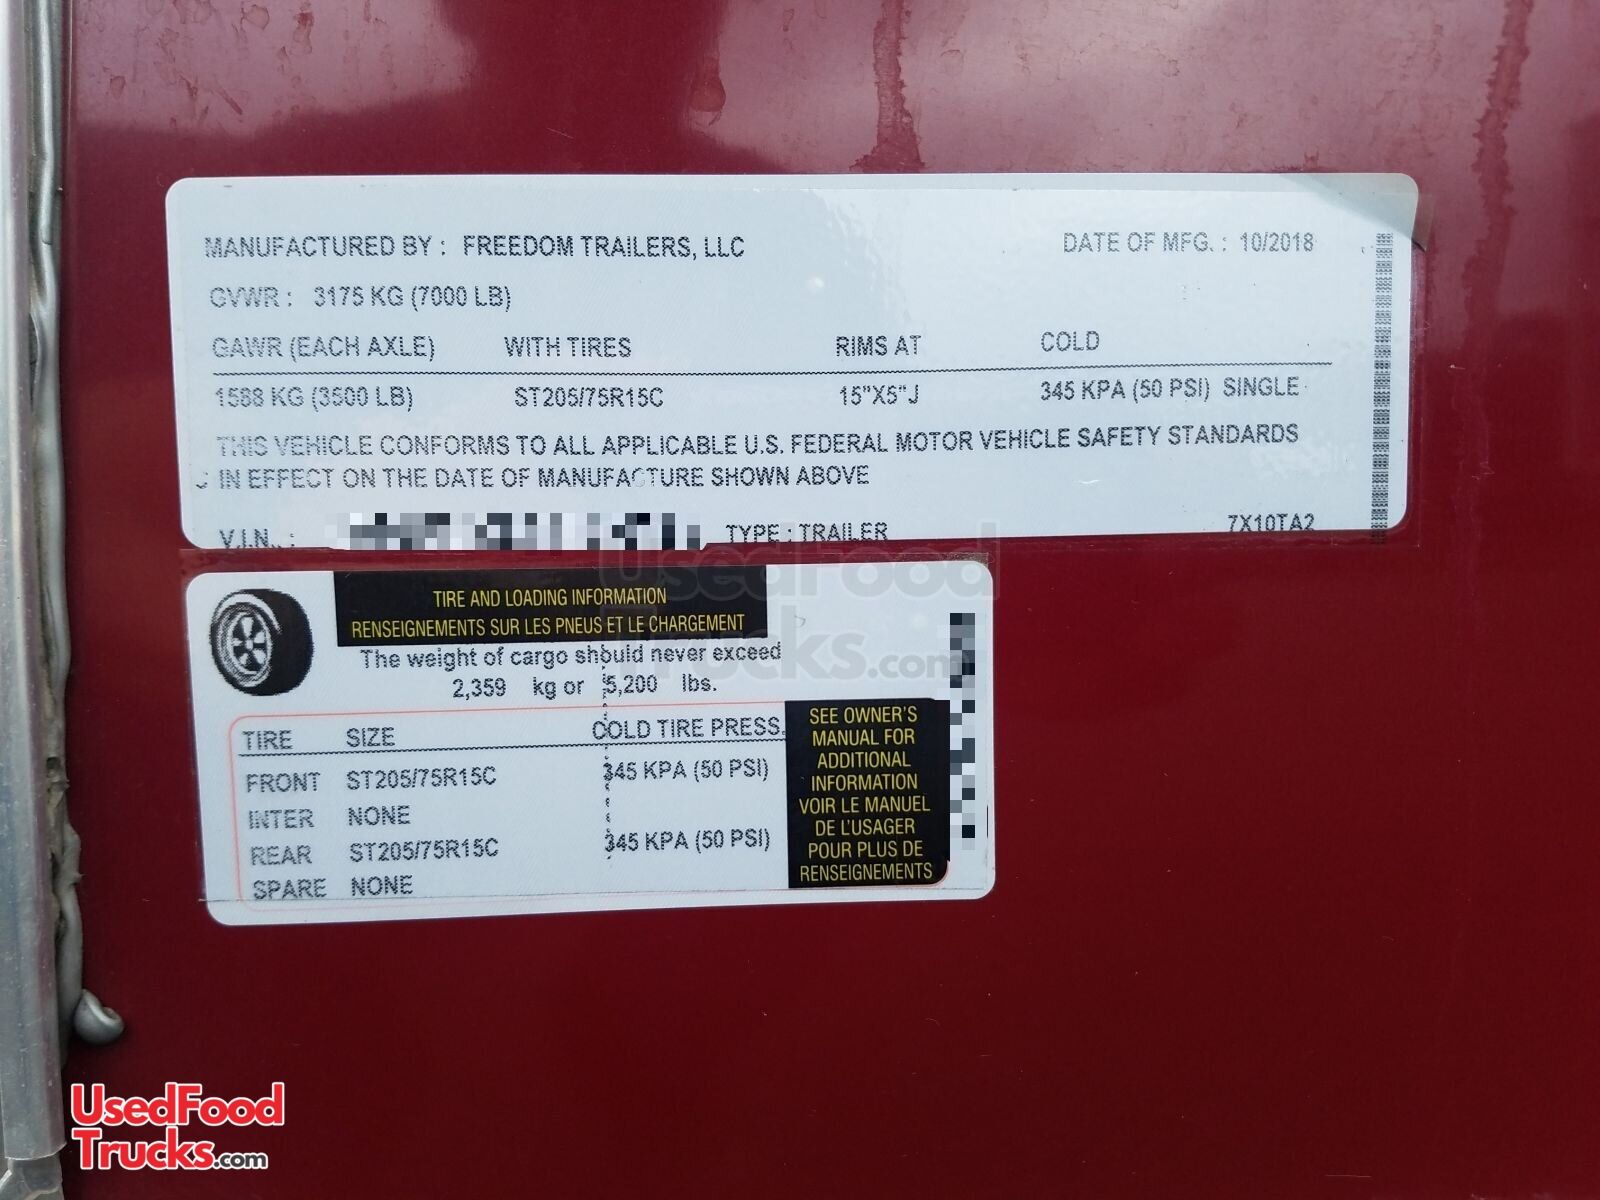 MANUFACTURED BY : FREEDOM TRAILERS, LLC DATE OF MFG. : 10/2018
GVWR : 3175 KG (7000 LB)
GAWR (EACH AXLE) WITH TIRES RIMS AT COLD
1588 KG (3500 LB) ST205/75R15C 15"X5"J 345 KPA (50 PSI) SINGLE
THIS VEHICLE CONFORMS TO ALL APPLICABLE U.S. FEDERAL MOTOR VEHICLE SAFETY STANDARDS
IN EFFECT ON THE DATE OF MANUFACTURE SHOWN ABOVE
V.I.N.. : TYPE : TRAILER 7X10TA2
TIRE AND LOADING INFORMATION
RENSEIGNEMENTS SUR LES PNEUS ET LE CHARGEMENT
The weight of cargo should never exceed
2,359 kg or 5,200 lbs.
TIRE SIZE COLD TIRE PRESS.
FRONT ST205/75R15C 345 KPA (50 PSI)
INTER NONE
REAR ST205/75R15C 345 KPA (50 PSI)
SPARE NONE
SEE OWNER'S
MANUAL FOR
ADDITIONAL
INFORMATION
VOIR LE MANUEL
DE L'USAGER
POUR PLUS DE
RENSEIGNEMENTS
UsedFood
Trucks.com
UsedFood
Trucks.com